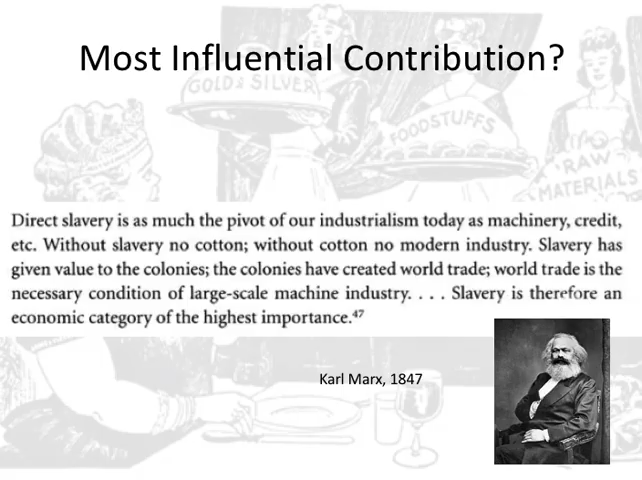 Most Influential Contribution?
GOLD & SILVER
FOODSTUFFS
RAW
MATERIALS
Direct slavery is as much the pivot of our industrialism today as machinery, credit,
etc. Without slavery no cotton; without cotton no modern industry. Slavery has
given value to the colonies; the colonies have created world trade; world trade is the
necessary condition of large-scale machine industry. . . . Slavery is therefore an
economic category of the highest importance.47
Karl Marx, 1847